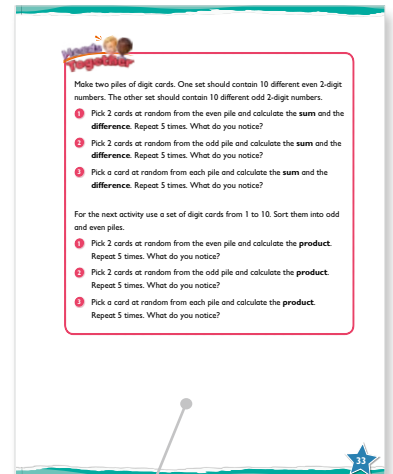 Heads
Together
Make two piles of digit cards. One set should contain 10 different even 2-digit
numbers. The other set should contain 10 different odd 2-digit numbers.
1 Pick 2 cards at random from the even pile and calculate the sum and the
difference. Repeat 5 times. What do you notice?
2 Pick 2 cards at random from the odd pile and calculate the sum and the
difference. Repeat 5 times. What do you notice?
3 Pick a card at random from each pile and calculate the sum and the
difference. Repeat 5 times. What do you notice?
For the next activity use a set of digit cards from 1 to 10. Sort them into odd
and even piles.
1 Pick 2 cards at random from the even pile and calculate the product.
Repeat 5 times. What do you notice?
2 Pick 2 cards at random from the odd pile and calculate the product.
Repeat 5 times. What do you notice?
3 Pick a card at random from each pile and calculate the product.
Repeat 5 times. What do you notice?
33